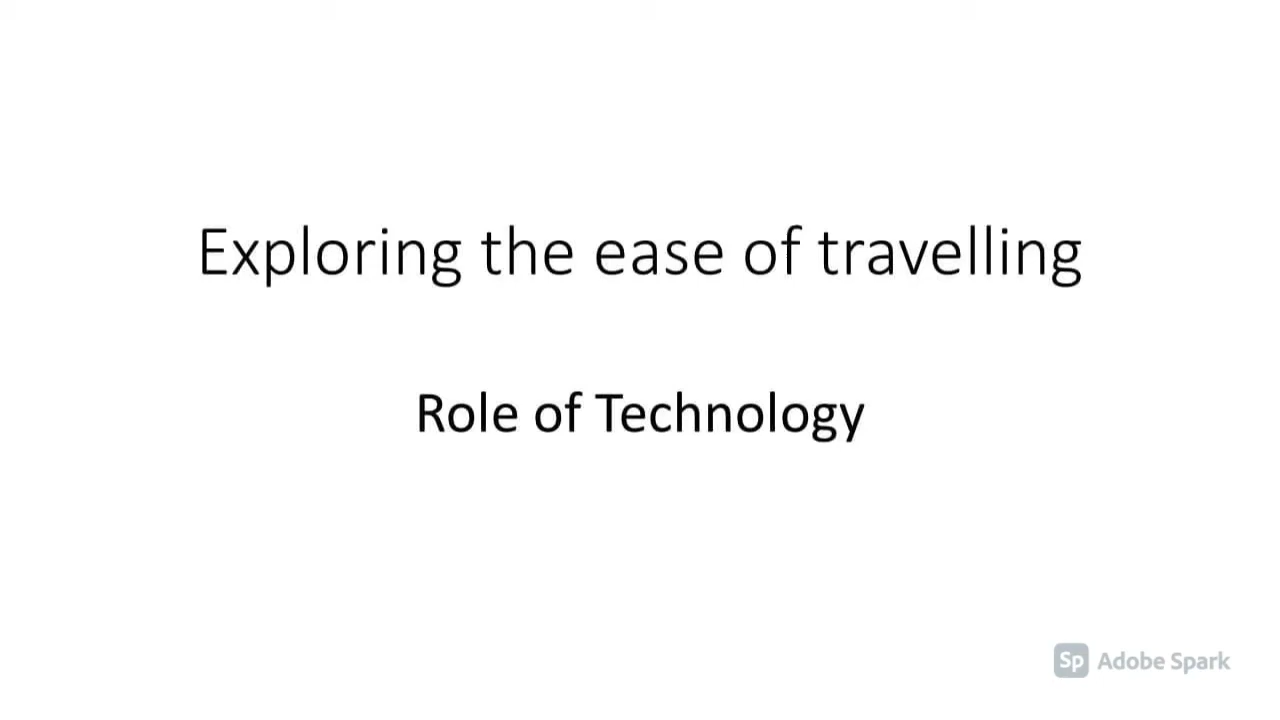 Exploring the ease of travelling
Role of Technology
Sp Adobe Spark